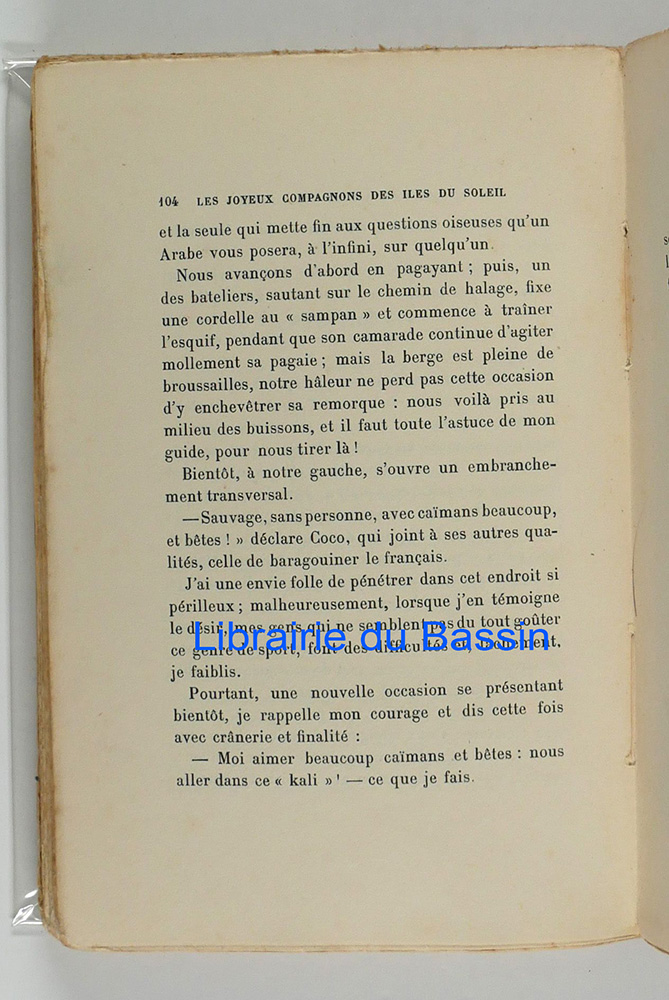 104 LES JOYEUX COMPAGNONS DES ILES DU SOLEIL
et la seule qui mette fin aux questions oiseuses qu'un
Arabe vous posera, à l'infini, sur quelqu'un.
Nous avançons d'abord en pagayant ; puis, un
des bateliers, sautant sur le chemin de halage, fixe
une cordelle au « sampan » et commence à traîner
l'esquif, pendant que son camarade continue d'agiter
mollement sa pagaie ; mais la berge est pleine de
broussailles, notre hâleur ne perd pas cette occasion
d'y enchevêtrer sa remorque : nous voilà pris au
milieu des buissons, et il faut toute l'astuce de mon
guide, pour nous tirer là !
Bientôt, à notre gauche, s'ouvre un embranche-
ment transversal.
— Sauvage, sans personne, avec caïmans beaucoup,
et bêtes ! » déclare Coco, qui joint à ses autres qua-
lités, celle de baragouiner le français.
J'ai une envie folle de pénétrer dans cet endroit si
périlleux ; malheureusement, lorsque j'en témoigne
le désir, mes gens qui ne semblent pas du tout goûter
ce genre de sport, font des difficultés et, lâchement,
je faiblis.
Pourtant, une nouvelle occasion se présentant
bientôt, je rappelle mon courage et dis cette fois
avec crânerie et finalité :
— Moi aimer beaucoup caïmans et bêtes : nous
aller dans ce « kali » ! — ce que je fais.
Librairie du Bassin